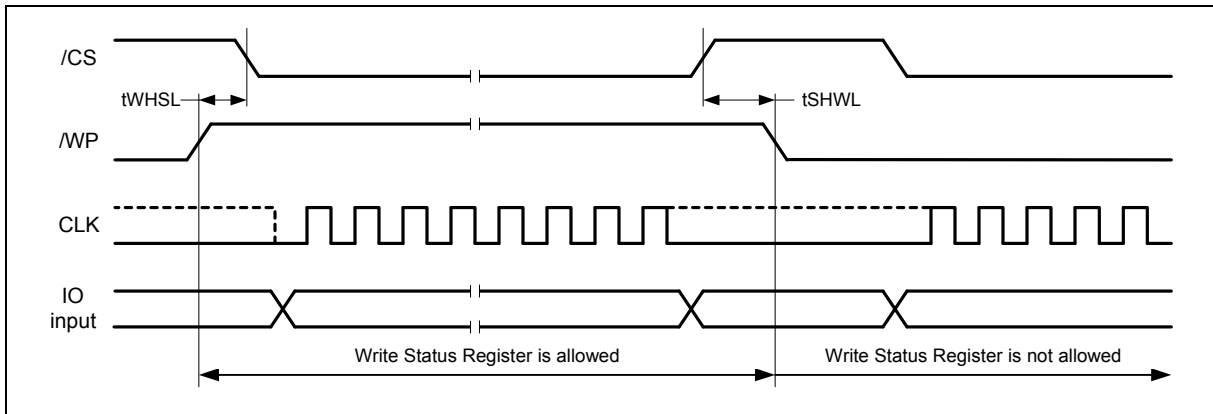 /CS
tWHSL
tSHWL
/WP
CLK
IO
input
Write Status Register is allowed
Write Status Register is not allowed